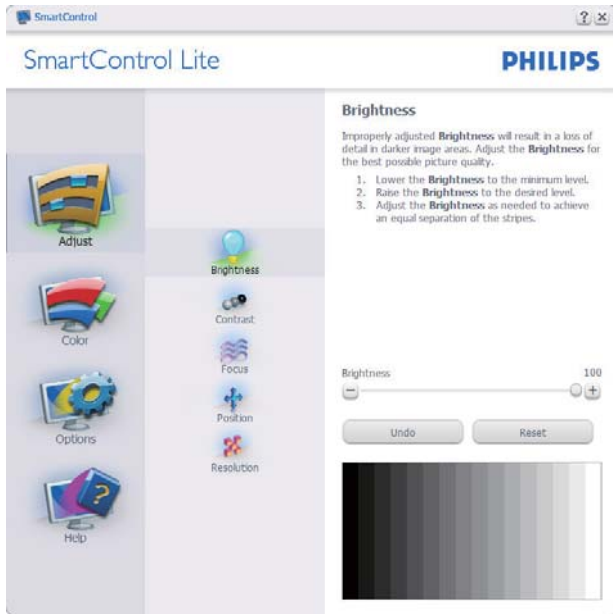 SmartControl
? ×
SmartControl Lite
PHILIPS
Adjust
Color
Options
?
Help
Brightness
Contrast
Focus
Position
Resolution
Brightness
Improperly adjusted Brightness will result in a loss of
detail in darker image areas. Adjust the Brightness for
the best possible picture quality.
1. Lower the Brightness to the minimum level.
2. Raise the Brightness to the desired level.
3. Adjust the Brightness as needed to achieve
an equal separation of the stripes.
Brightness 100
− +
Undo Reset